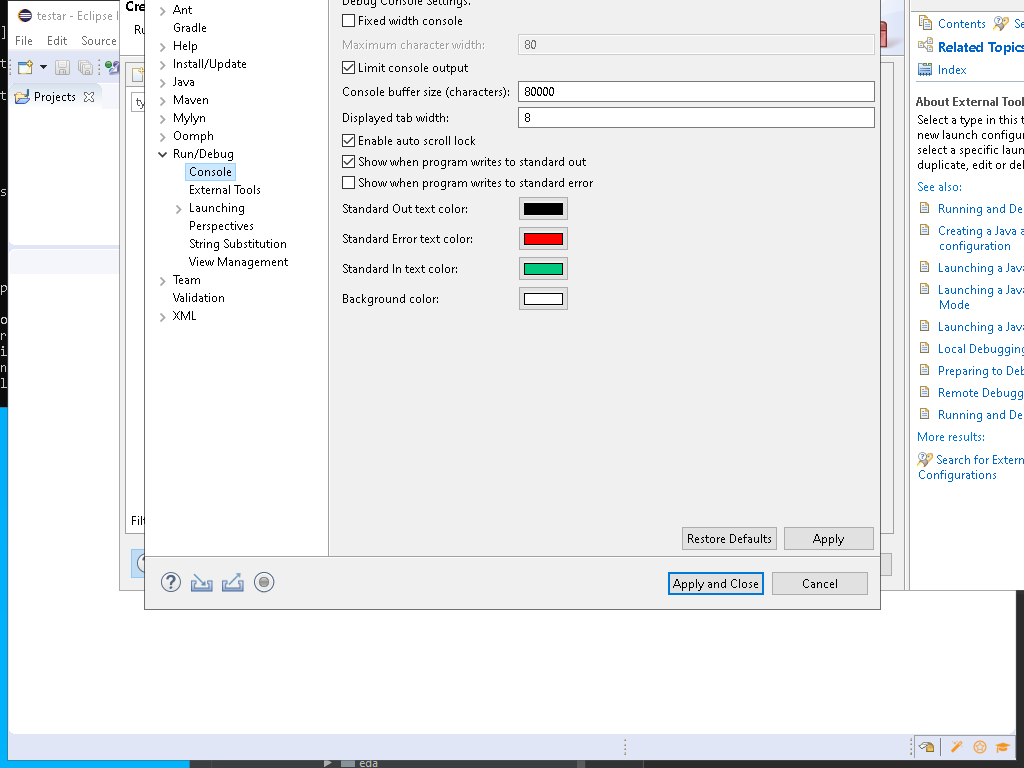 testar - Eclipse I
File Edit Source
Projects
Cre
Ant
Gradle
Help
Install/Update
Java
Maven
Mylyn
Oomph
Run/Debug
Console
External Tools
Launching
Perspectives
String Substitution
View Management
Team
Validation
XML
Debug Console Settings.
Fixed width console
Maximum character width: 80
Limit console output
Console buffer size (characters): 80000
Displayed tab width: 8
Enable auto scroll lock
Show when program writes to standard out
Show when program writes to standard error
Standard Out text color:
Standard Error text color:
Standard In text color:
Background color:
Restore Defaults Apply
Apply and Close Cancel
Contents Se
Related Topics
Index
About External Tool
Select a type in this t
new launch configur
select a specific laun
duplicate, edit or del
See also:
Running and De
Creating a Java a
configuration
Launching a Java
Launching a Java
Mode
Launching a Java
Local Debugging
Preparing to Deb
Remote Debugg
Running and De
More results:
Search for Extern
Configurations
eda